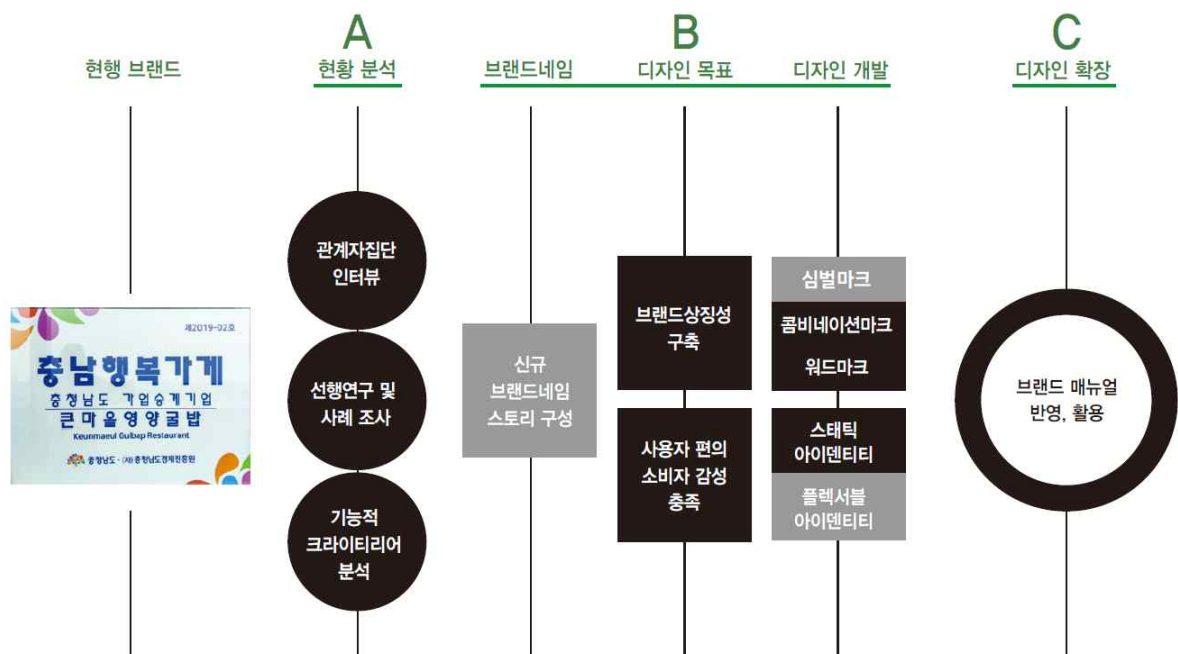 A
B
C
현행 브랜드
현황 분석
브랜드네임
디자인 목표
디자인 개발
디자인 확장
제2019-02호
충남행복가게
충청남도 가업승계기업
큰마을영양굴밥
Keunmaeul Gulbap Restaurant
충청남도·(재)충청남도경제진흥원
관계자집단
인터뷰
선행연구 및
사례 조사
기능적
크라이티리어
분석
신규
브랜드네임
스토리 구성
브랜드상징성
구축
사용자 편의
소비자 감성
충족
심벌마크
콤비네이션마크
워드마크
스태틱
아이덴티티
플렉서블
아이덴티티
브랜드 매뉴얼
반영, 활용